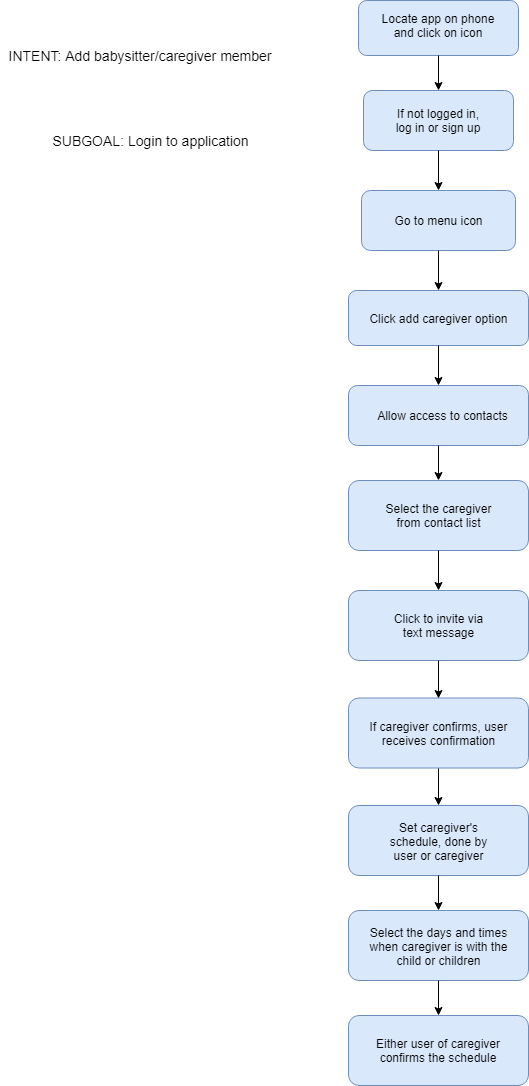 Locate app on phone
and click on icon
INTENT: Add babysitter/caregiver member
If not logged in,
log in or sign up
SUBGOAL: Login to application
Go to menu icon
Click add caregiver option
Allow access to contacts
Select the caregiver
from contact list
Click to invite via
text message
If caregiver confirms, user
receives confirmation
Set caregiver's
schedule, done by
user or caregiver
Select the days and times
when caregiver is with the
child or children
Either user of caregiver
confirms the schedule